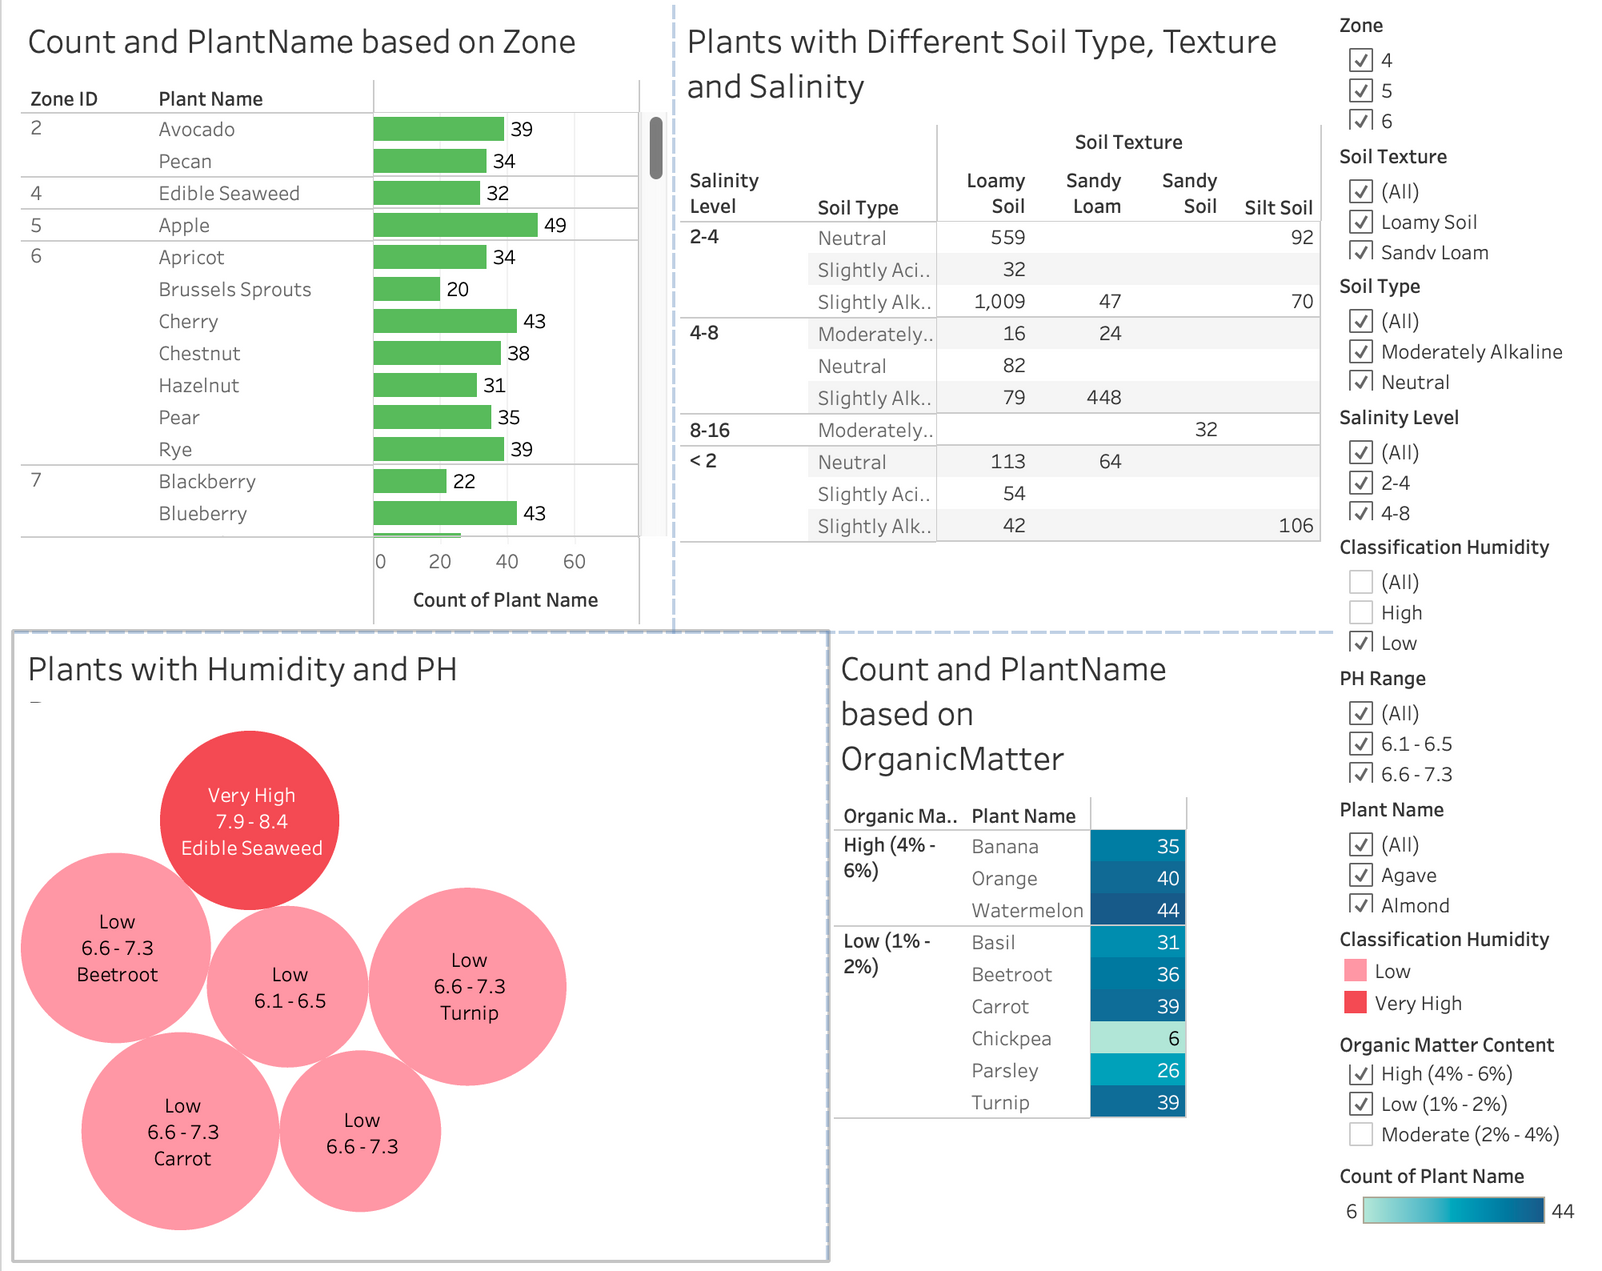 Count and PlantName based on Zone
Zone ID Plant Name
2 Avocado 39
Pecan 34
4 Edible Seaweed 32
5 Apple 49
6 Apricot 34
Brussels Sprouts 20
Cherry 43
Chestnut 38
Hazelnut 31
Pear 35
Rye 39
7 Blackberry 22
Blueberry 43
0 20 40 60
Count of Plant Name
Plants with Different Soil Type, Texture
and Salinity
Soil Texture
Salinity Level Soil Type Loamy Soil Sandy Loam Sandy Soil Silt Soil
2-4 Neutral 559 92
Slightly Aci.. 32
Slightly Alk.. 1,009 47 70
4-8 Moderately.. 16 24
Neutral 82
Slightly Alk.. 79 448
8-16 Moderately.. 32
< 2 Neutral 113 64
Slightly Aci.. 54
Slightly Alk.. 42 106
Plants with Humidity and PH
Very High
7.9 - 8.4
Edible Seaweed
Low
6.6 - 7.3
Beetroot
Low
6.1 - 6.5
Low
6.6 - 7.3
Turnip
Low
6.6 - 7.3
Carrot
Low
6.6 - 7.3
Count and PlantName
based on
OrganicMatter
Organic Ma.. Plant Name
High (4% -
6%)
Banana 35
Orange 40
Watermelon 44
Low (1% -
2%)
Basil 31
Beetroot 36
Carrot 39
Chickpea 6
Parsley 26
Turnip 39
Zone
4
5
6
Soil Texture
(All)
Loamy Soil
Sandy Loam
Soil Type
(All)
Moderately Alkaline
Neutral
Salinity Level
(All)
2-4
4-8
Classification Humidity
(All)
High
Low
PH Range
(All)
6.1 - 6.5
6.6 - 7.3
Plant Name
(All)
Agave
Almond
Classification Humidity
Low
Very High
Organic Matter Content
High (4% - 6%)
Low (1% - 2%)
Moderate (2% - 4%)
Count of Plant Name
6 44